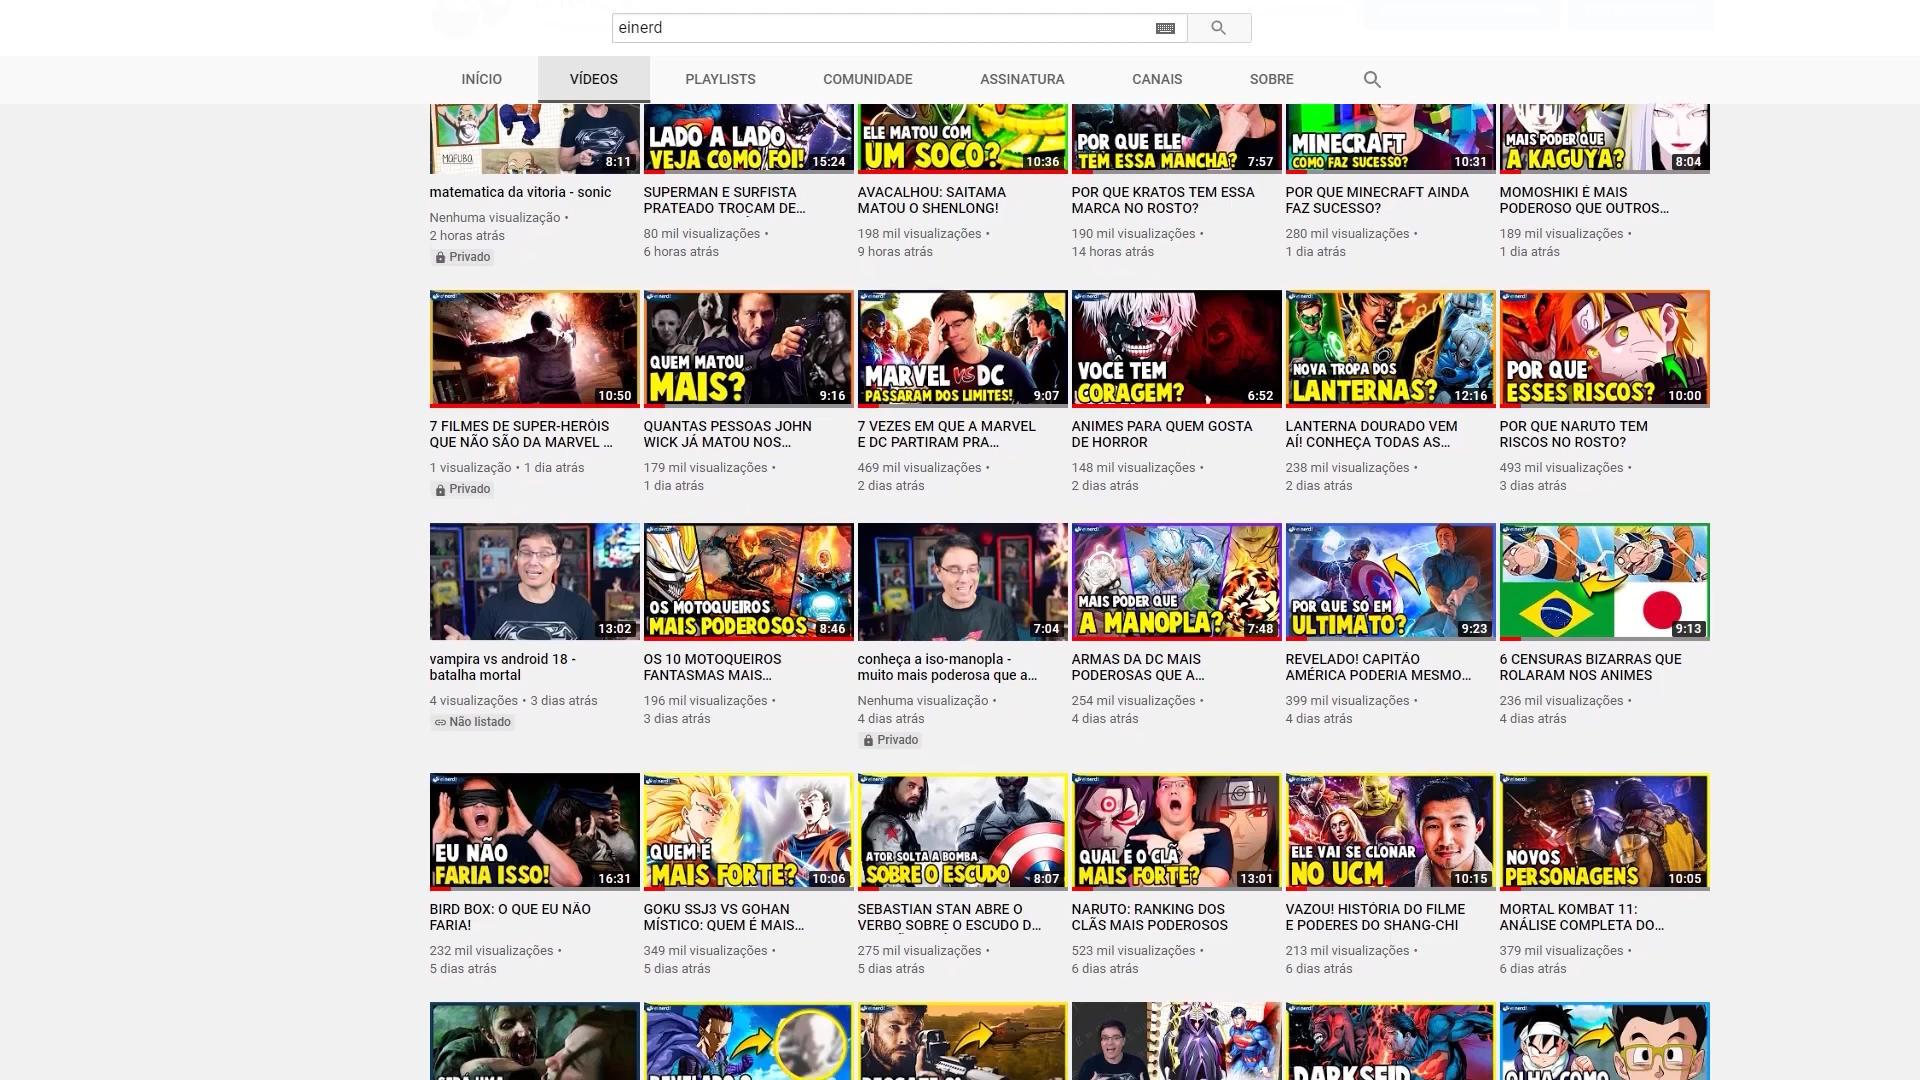 einerd
INÍCIO VÍDEOS PLAYLISTS COMUNIDADE ASSINATURA CANAIS SOBRE
MAFUBA
8:11
LADO A LADO
VEJA COMO FOI! 15:24
ELE MATOU COM
UM SOCO? 10:36
POR QUE ELE
TEM ESSA MANCHA? 7:57
MINECRAFT
COMO FAZ SUCESSO? 10:31
MAIS PODER QUE
A KAGUYA? 8:04
matematica da vitoria - sonic
Nenhuma visualização •
2 horas atrás
Privado
SUPERMAN E SURFISTA
PRATEADO TROCAM DE...
80 mil visualizações •
6 horas atrás
AVACALHOU: SAITAMA
MATOU O SHENLONG!
198 mil visualizações •
9 horas atrás
POR QUE KRATOS TEM ESSA
MARCA NO ROSTO?
190 mil visualizações •
14 horas atrás
POR QUE MINECRAFT AINDA
FAZ SUCESSO?
280 mil visualizações •
1 dia atrás
MOMOSHIKI É MAIS
PODEROSO QUE OUTROS...
189 mil visualizações •
1 dia atrás
10:50
QUEM MATOU
MAIS? 9:16
MARVEL VS DC
PASSARAM DOS LIMITES! 9:07
VOCÊ TEM
CORAGEM? 6:52
NOVA TROPA DOS
LANTERNAS? 12:16
POR QUE
ESSES RISCOS? 10:00
7 FILMES DE SUPER-HERÓIS
QUE NÃO SÃO DA MARVEL ...
1 visualização • 1 dia atrás
Privado
QUANTAS PESSOAS JOHN
WICK JÁ MATOU NOS...
179 mil visualizações •
1 dia atrás
7 VEZES EM QUE A MARVEL
E DC PARTIRAM PRA...
469 mil visualizações •
2 dias atrás
ANIMES PARA QUEM GOSTA
DE HORROR
148 mil visualizações •
2 dias atrás
LANTERNA DOURADO VEM
AÍ! CONHEÇA TODAS AS...
238 mil visualizações •
2 dias atrás
POR QUE NARUTO TEM
RISCOS NO ROSTO?
493 mil visualizações •
3 dias atrás
13:02
OS MOTOQUEIROS
MAIS PODEROSOS 8:46
7:04
MAIS PODER QUE
A MANOPLA? 7:48
POR QUE SÓ EM
ULTIMATO? 9:23
9:13
vampira vs android 18 -
batalha mortal
4 visualizações • 3 dias atrás
Não listado
OS 10 MOTOQUEIROS
FANTASMAS MAIS...
196 mil visualizações •
3 dias atrás
conheça a iso-manopla -
muito mais poderosa que a...
Nenhuma visualização •
4 dias atrás
Privado
ARMAS DA DC MAIS
PODEROSAS QUE A...
254 mil visualizações •
4 dias atrás
REVELADO! CAPITÃO
AMÉRICA PODERIA MESMO...
399 mil visualizações •
4 dias atrás
6 CENSURAS BIZARRAS QUE
ROLARAM NOS ANIMES
236 mil visualizações •
4 dias atrás
EU NÃO
FARIA ISSO! 16:31
QUEM É
MAIS FORTE? 10:06
ATOR SOLTA A BOMBA
SOBRE O ESCUDO 8:07
QUAL É O CLÃ
MAIS FORTE? 13:01
ELE VAI SE CLONAR
NO UCM 10:15
NOVOS
PERSONAGENS 10:05
BIRD BOX: O QUE EU NÃO
FARIA!
232 mil visualizações •
5 dias atrás
GOKU SSJ3 VS GOHAN
MÍSTICO: QUEM É MAIS...
349 mil visualizações •
5 dias atrás
SEBASTIAN STAN ABRE O
VERBO SOBRE O ESCUDO D...
275 mil visualizações •
5 dias atrás
NARUTO: RANKING DOS
CLÃS MAIS PODEROSOS
523 mil visualizações •
6 dias atrás
VAZOU! HISTÓRIA DO FILME
E PODERES DO SHANG-CHI
213 mil visualizações •
6 dias atrás
MORTAL KOMBAT 11:
ANÁLISE COMPLETA DO...
379 mil visualizações •
6 dias atrás
DARKSEID
OLHA COMO